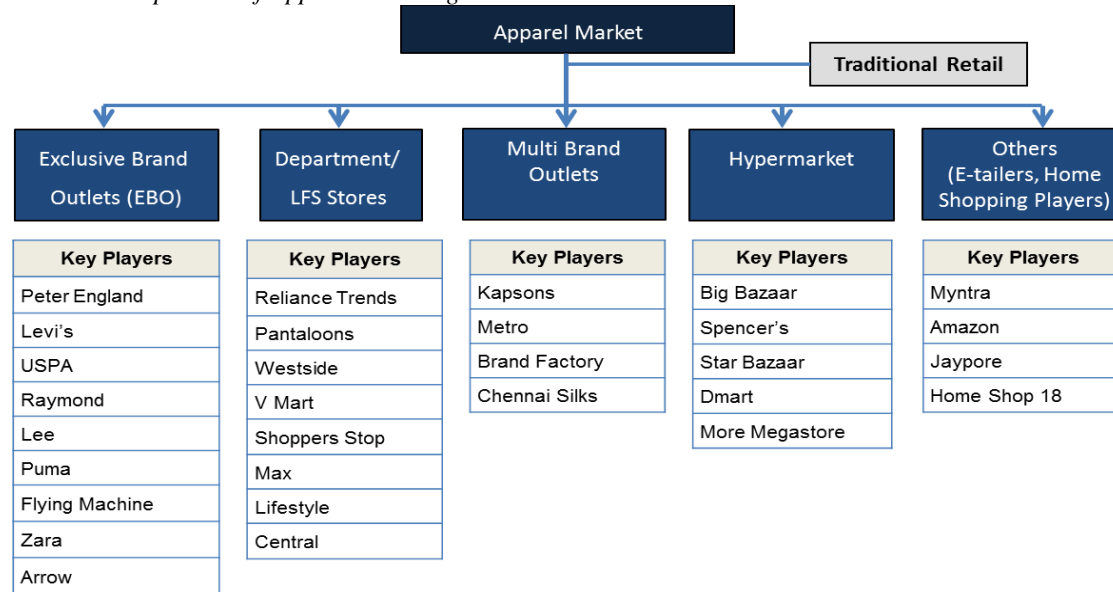 of app
Apparel Market
Traditional Retail
Exclusive Brand
Outlets (EBO)
Department/
LFS Stores
Multi Brand
Outlets
Hypermarket
Others
(E-tailers, Home
Shopping Players)
Key Players
Peter England
Levi’s
USPA
Raymond
Lee
Puma
Flying Machine
Zara
Arrow
Key Players
Reliance Trends
Pantaloons
Westside
V Mart
Shoppers Stop
Max
Lifestyle
Central
Key Players
Kapsons
Metro
Brand Factory
Chennai Silks
Key Players
Big Bazaar
Spencer’s
Star Bazaar
Dmart
More Megastore
Key Players
Myntra
Amazon
Jaypore
Home Shop 18